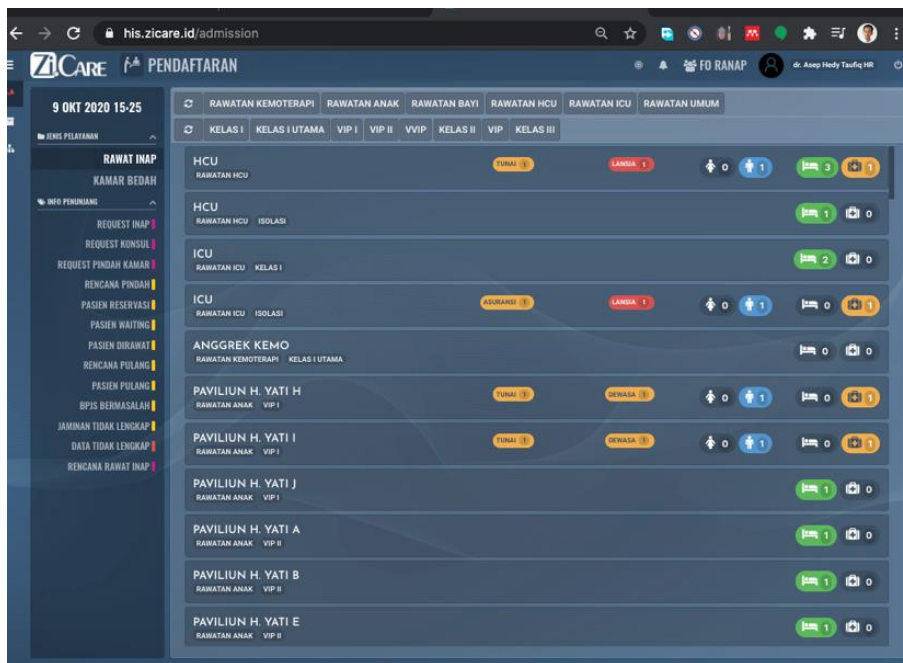 his.zicare.id/admission
ZiCARE PENDAFTARAN
FO RANAP dr. Asep Hedy Taufiq HR
9 OKT 2020 15-25
JENIS PELAYANAN
RAWAT INAP
KAMAR BEDAH
INFO PENUNJANG
REQUEST INAP
REQUEST KONSUL
REQUEST PINDAH KAMAR
RENCANA PINDAH
PASIEN RESERVASI
PASIEN WAITING
PASIEN DIRAWAT
RENCANA PULANG
PASIEN PULANG
BPJS BERMASALAH
JAMINAN TIDAK LENGKAP
DATA TIDAK LENGKAP
RENCANA RAWAT INAP
RAWATAN KEMOTERAPI RAWATAN ANAK RAWATAN BAYI RAWATAN HCU RAWATAN ICU RAWATAN UMUM
KELAS I KELAS I UTAMA VIP I VIP II VVIP KELAS II VIP KELAS III
HCU TUNAI 1 LANSIA 1 0 1 3 1
RAWATAN HCU
HCU 1 0
RAWATAN HCU ISOLASI
ICU 2 0
RAWATAN ICU KELAS I
ICU ASURANSI 1 LANSIA 1 0 1 0 1
RAWATAN ICU ISOLASI
ANGGREK KEMO 0 0
RAWATAN KEMOTERAPI KELAS I UTAMA
PAVILIUN H. YATI H TUNAI 1 DEWASA 1 0 1 0 1
RAWATAN ANAK VIP I
PAVILIUN H. YATI I TUNAI 1 DEWASA 1 0 1 0 1
RAWATAN ANAK VIP I
PAVILIUN H. YATI J 1 0
RAWATAN ANAK VIP I
PAVILIUN H. YATI A 1 0
RAWATAN ANAK VIP II
PAVILIUN H. YATI B 1 0
RAWATAN ANAK VIP II
PAVILIUN H. YATI E 1 0
RAWATAN ANAK VIP II